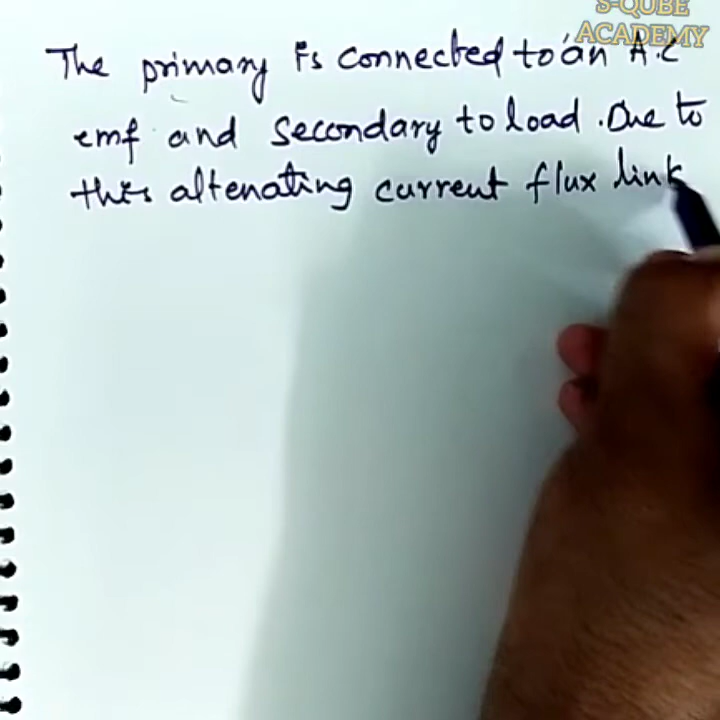 S-QUBE
ACADEMY
The primary is connected to an A.C
emf and secondary to load. Due to
this altenating current flux link